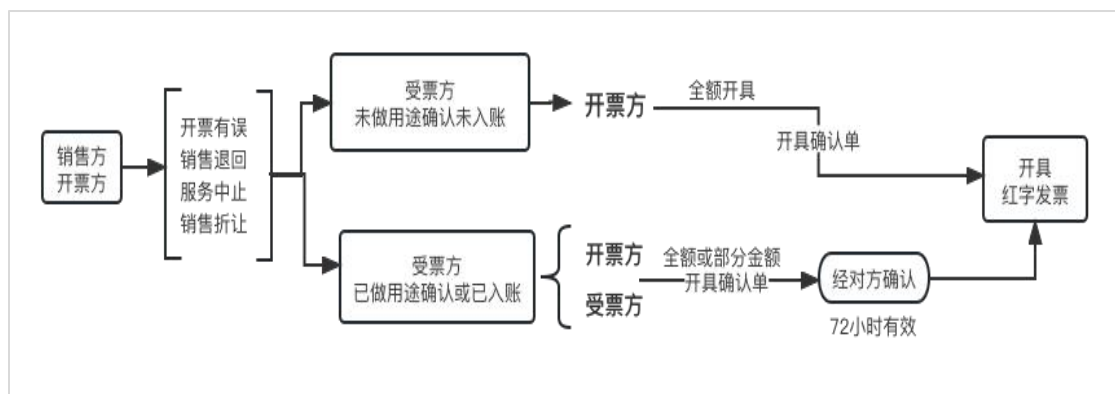 销售方
开票方
开票有误
销售退回
服务中止
销售折让
受票方
未做用途确认未入账
开票方
全额开具
开具确认单
开具
红字发票
受票方
已做用途确认或已入账
开票方
受票方
全额或部分金额
开具确认单
经对方确认
72小时有效